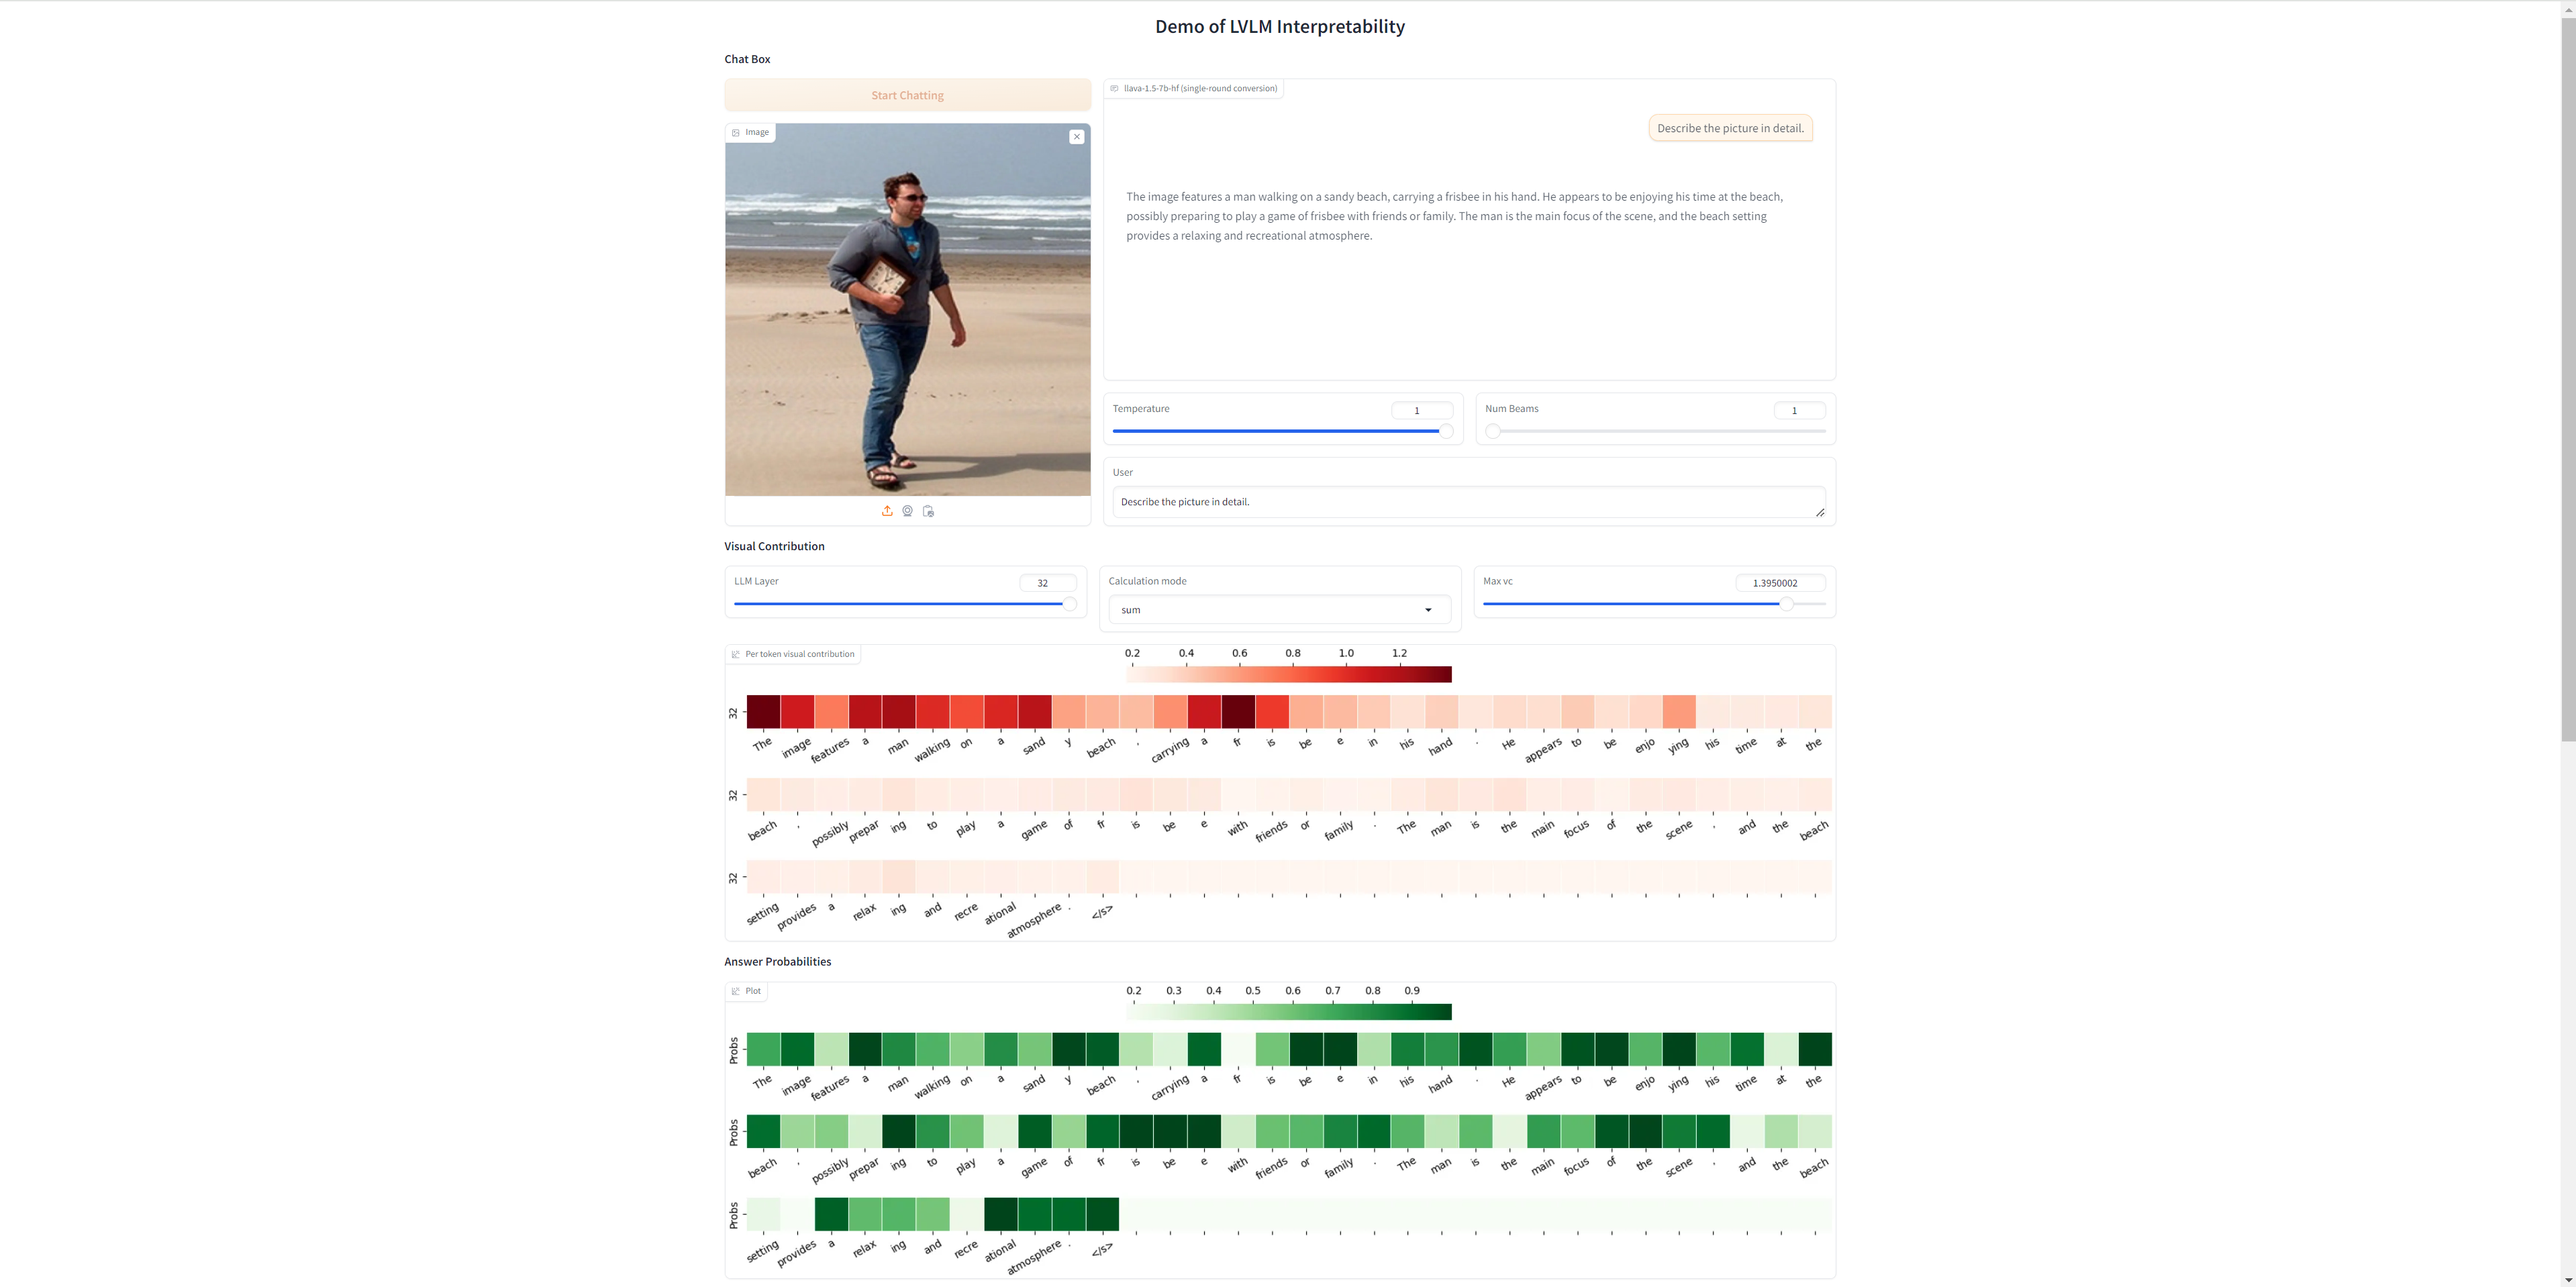 Demo of LVLM Interpretability
Chat Box
Start Chatting
Image
llava-1.5-7b-hf (single-round conversion)
Describe the picture in detail.
The image features a man walking on a sandy beach, carrying a frisbee in his hand. He appears to be enjoying his time at the beach,
possibly preparing to play a game of frisbee with friends or family. The man is the main focus of the scene, and the beach setting
provides a relaxing and recreational atmosphere.
Temperature 1
Num Beams 1
User
Describe the picture in detail.
Visual Contribution
LLM Layer 32
Calculation mode
sum
Max vc 1.3950002
Per token visual contribution
0.2 0.4 0.6 0.8 1.0 1.2
32
The image features a man walking on a sand y beach , carrying a fr is be e in his hand . He appears to be enjo ying his time at the
32
beach , possibly prepar ing to play a game of fr is be e with friends or family . The man is the main focus of the scene , and the beach
32
setting provides a relax ing and recre ational atmosphere . </s>
Answer Probabilities
Plot
0.2 0.3 0.4 0.5 0.6 0.7 0.8 0.9
Probs
The image features a man walking on a sand y beach , carrying a fr is be e in his hand . He appears to be enjo ying his time at the
Probs
beach , possibly prepar ing to play a game of fr is be e with friends or family . The man is the main focus of the scene , and the beach
Probs
setting provides a relax ing and recre ational atmosphere . </s>